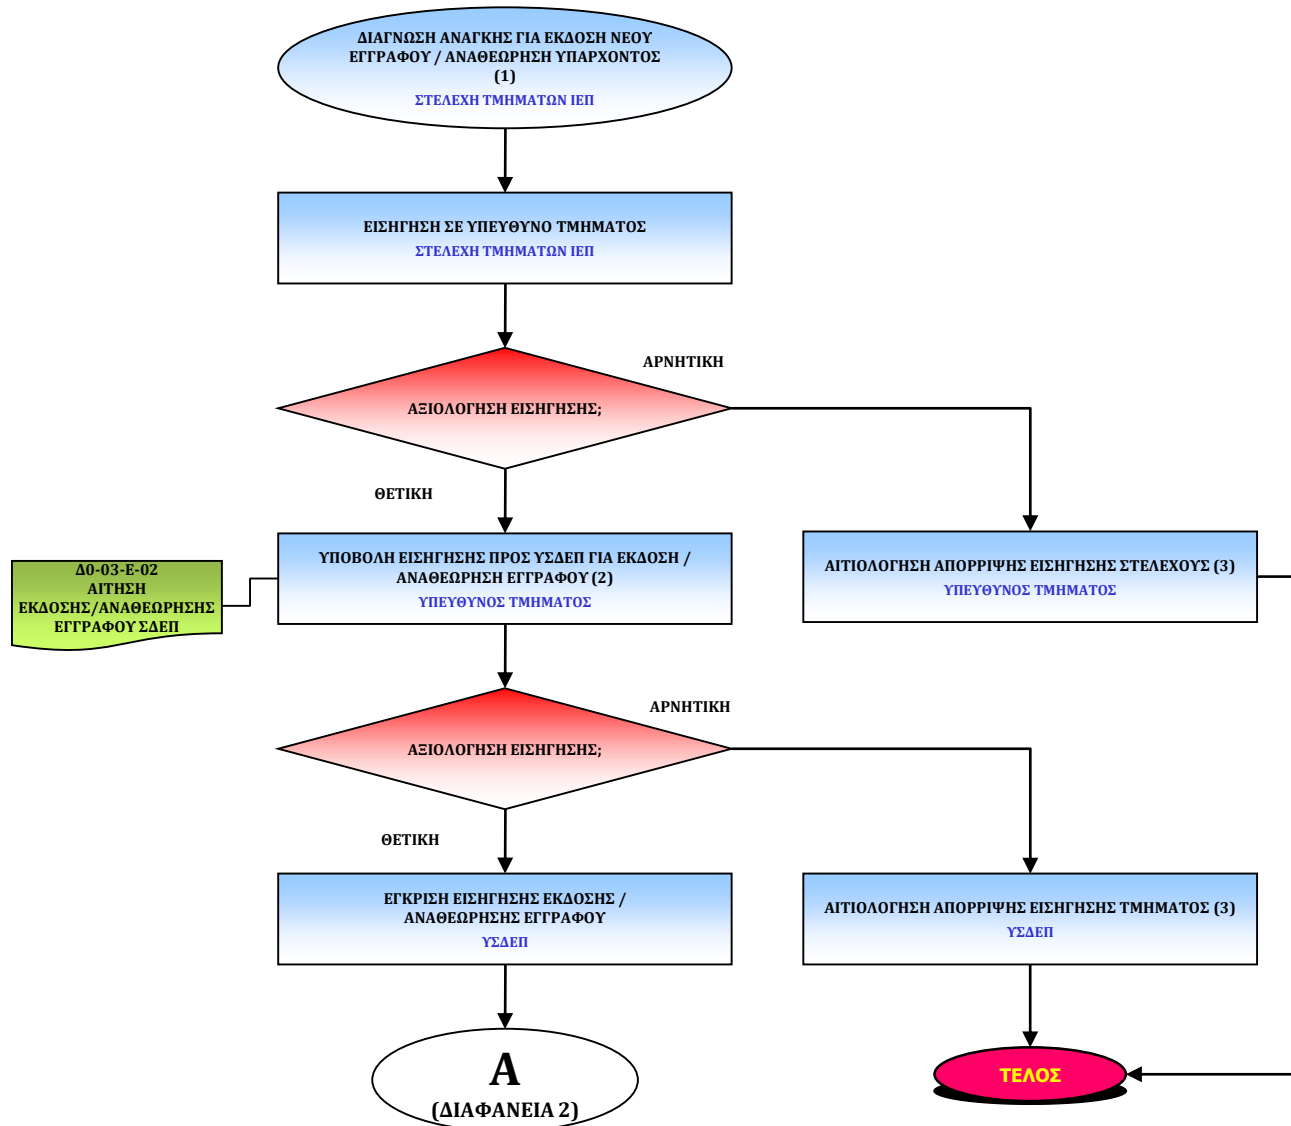 ΔΙΑΓΝΩΣΗ ΑΝΑΓΚΗΣ ΓΙΑ ΕΚΔΟΣΗ ΝΕΟΥ
ΕΓΓΡΑΦΟΥ / ΑΝΑΘΕΩΡΗΣΗ ΥΠΑΡΧΟΝΤΟΣ
(1)
ΣΤΕΛΕΧΗ ΤΜΗΜΑΤΩΝ ΙΕΠ
ΕΙΣΗΓΗΣΗ ΣΕ ΥΠΕΥΘΥΝΟ ΤΜΗΜΑΤΟΣ
ΣΤΕΛΕΧΗ ΤΜΗΜΑΤΩΝ ΙΕΠ
ΑΡΝΗΤΙΚΗ
ΑΞΙΟΛΟΓΗΣΗ ΕΙΣΗΓΗΣΗΣ;
ΘΕΤΙΚΗ
ΥΠΟΒΟΛΗ ΕΙΣΗΓΗΣΗΣ ΠΡΟΣ ΥΣΔΕΠ ΓΙΑ ΕΚΔΟΣΗ /
ΑΝΑΘΕΩΡΗΣΗ ΕΓΓΡΑΦΟΥ (2)
ΥΠΕΥΘΥΝΟΣ ΤΜΗΜΑΤΟΣ
ΑΙΤΙΟΛΟΓΗΣΗ ΑΠΟΡΡΙΨΗΣ ΕΙΣΗΓΗΣΗΣ ΣΤΕΛΕΧΟΥΣ (3)
ΥΠΕΥΘΥΝΟΣ ΤΜΗΜΑΤΟΣ
Δ0-03-Ε-02
ΑΙΤΗΣΗ
ΕΚΔΟΣΗΣ/ΑΝΑΘΕΩΡΗΣΗΣ
ΕΓΓΡΑΦΟΥ ΣΔΕΠ
ΑΡΝΗΤΙΚΗ
ΑΞΙΟΛΟΓΗΣΗ ΕΙΣΗΓΗΣΗΣ;
ΘΕΤΙΚΗ
ΕΓΚΡΙΣΗ ΕΙΣΗΓΗΣΗΣ ΕΚΔΟΣΗΣ /
ΑΝΑΘΕΩΡΗΣΗΣ ΕΓΓΡΑΦΟΥ
ΥΣΔΕΠ
ΑΙΤΙΟΛΟΓΗΣΗ ΑΠΟΡΡΙΨΗΣ ΕΙΣΗΓΗΣΗΣ ΤΜΗΜΑΤΟΣ (3)
ΥΣΔΕΠ
Α
(ΔΙΑΦΑΝΕΙΑ 2)
ΤΕΛΟΣ